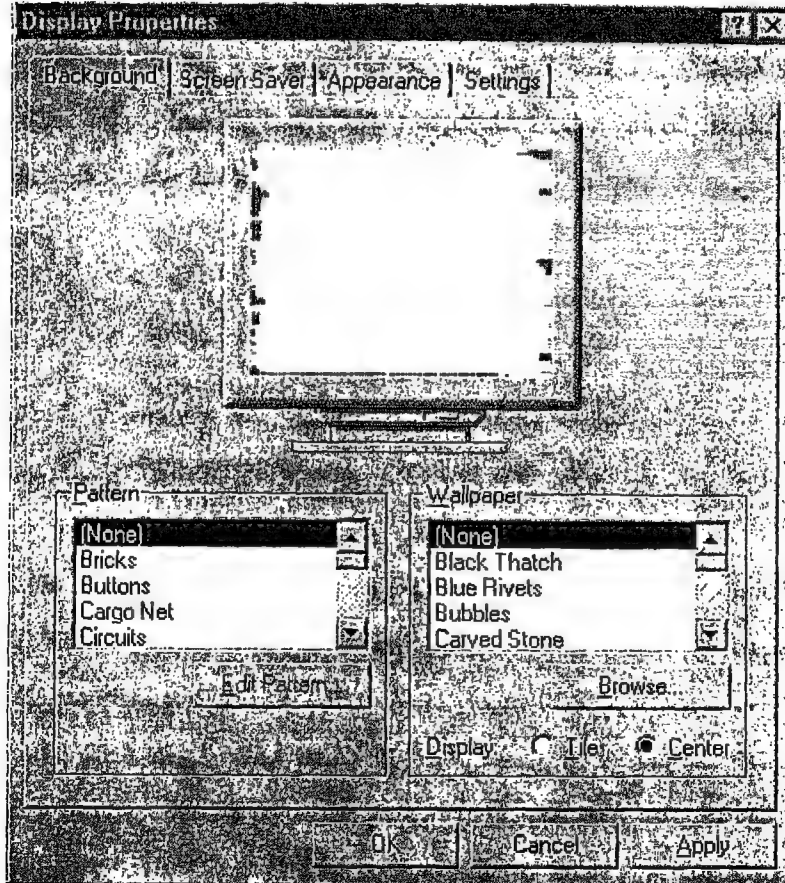 Display Properties
Background Screen Saver Appearance Settings
Pattern
(None)
Bricks
Buttons
Cargo Net
Circuits
Edit Pattern...
Wallpaper
(None)
Black Thatch
Blue Rivets
Bubbles
Carved Stone
Browse...
Display: Tile Center
OK Cancel Apply